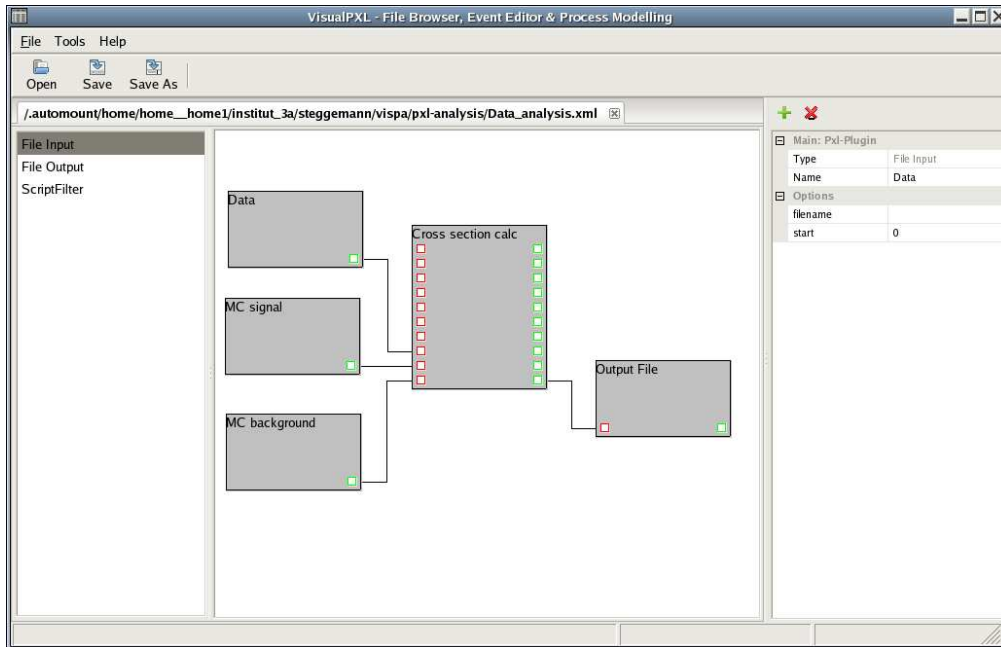 VisualPXL - File Browser, Event Editor & Process Modelling
File Tools Help
Open Save Save As
/.automount/home/home__home1/institut_3a/steggemann/vispa/pxl-analysis/Data_analysis.xml
File Input
File Output
ScriptFilter
Data
MC signal
MC background
Cross section calc
Output File
Main: Pxl-Plugin
Type File Input
Name Data
Options
filename
start 0